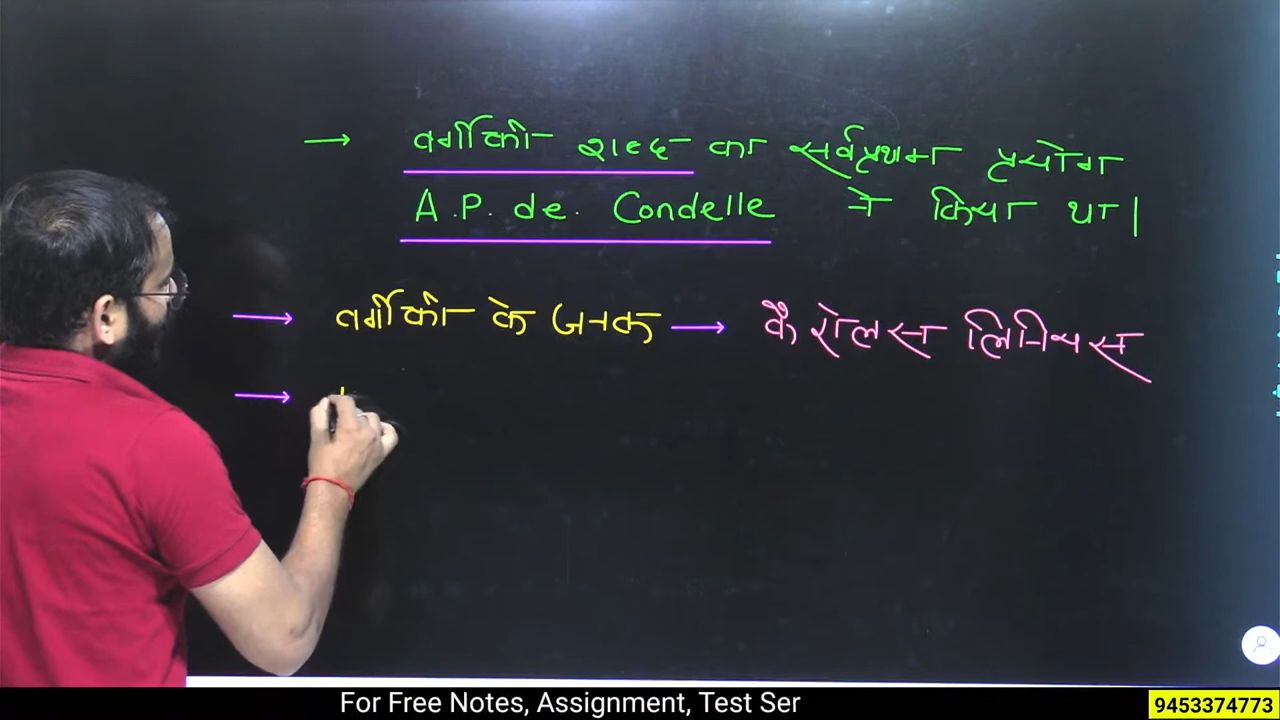 → वर्गीकी शब्द का सर्वप्रथम प्रयोग
A.P. de. Condelle ने किया था|
→ वर्गीकी के जनक → कैरोलस लिनियस
→
For Free Notes, Assignment, Test Ser
9453374773